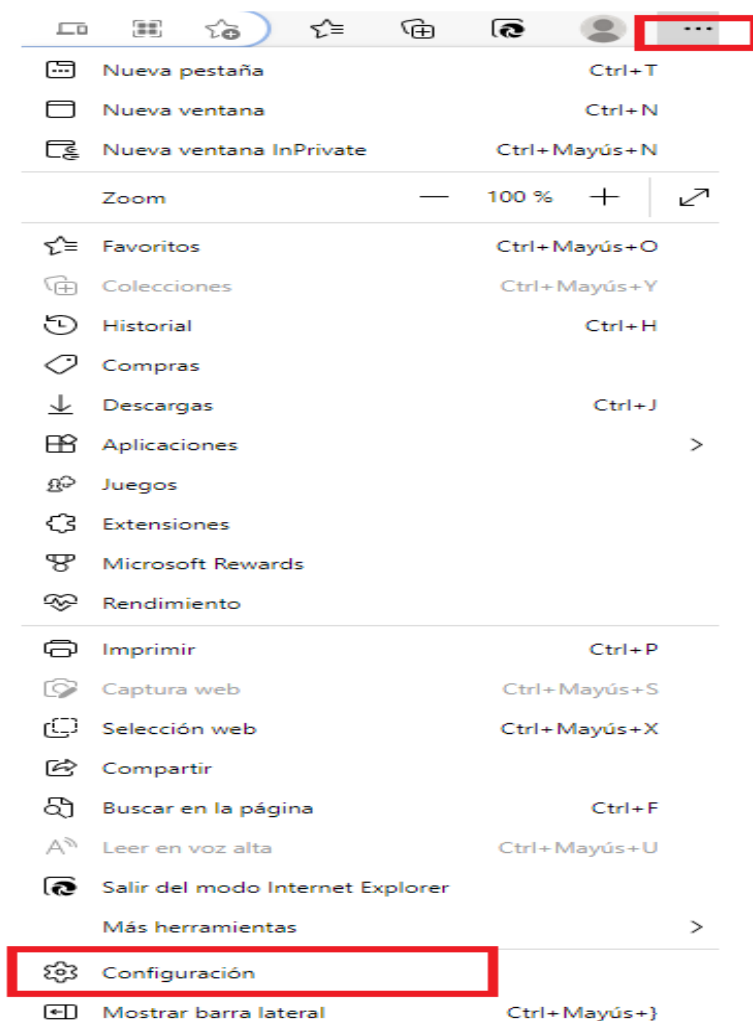 Nueva pestaña Ctrl+T
Nueva ventana Ctrl+N
Nueva ventana InPrivate Ctrl+Mayús+N
Zoom — 100 % +
Favoritos Ctrl+Mayús+O
Colecciones Ctrl+Mayús+Y
Historial Ctrl+H
Compras
Descargas Ctrl+J
Aplicaciones >
Juegos
Extensiones
Microsoft Rewards
Rendimiento
Imprimir Ctrl+P
Captura web Ctrl+Mayús+S
Selección web Ctrl+Mayús+X
Compartir
Buscar en la página Ctrl+F
Leer en voz alta Ctrl+Mayús+U
Salir del modo Internet Explorer
Más herramientas >
Configuración
Mostrar barra lateral Ctrl+Mayús+}